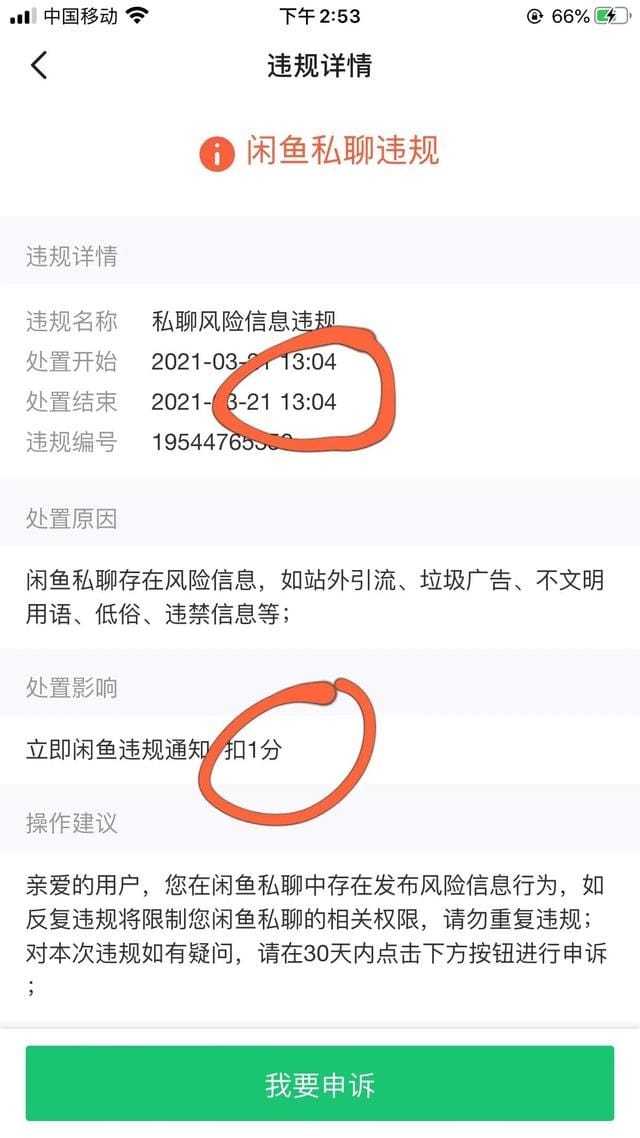 中国移动 下午 2:53 66%
违规详情
闲鱼私聊违规
违规详情
违规名称 私聊风险信息违规
处置开始 2021-03-21 13:04
处置结束 2021-03-21 13:04
违规编号 19544765
处置原因
闲鱼私聊存在风险信息，如站外引流、垃圾广告、不文明
用语、低俗、违禁信息等；
处置影响
立即闲鱼违规通知 扣1分
操作建议
亲爱的用户，您在闲鱼私聊中存在发布风险信息行为，如
反复违规将限制您闲鱼私聊的相关权限，请勿重复违规；
对本次违规如有疑问，请在30天内点击下方按钮进行申诉
；
我要申诉